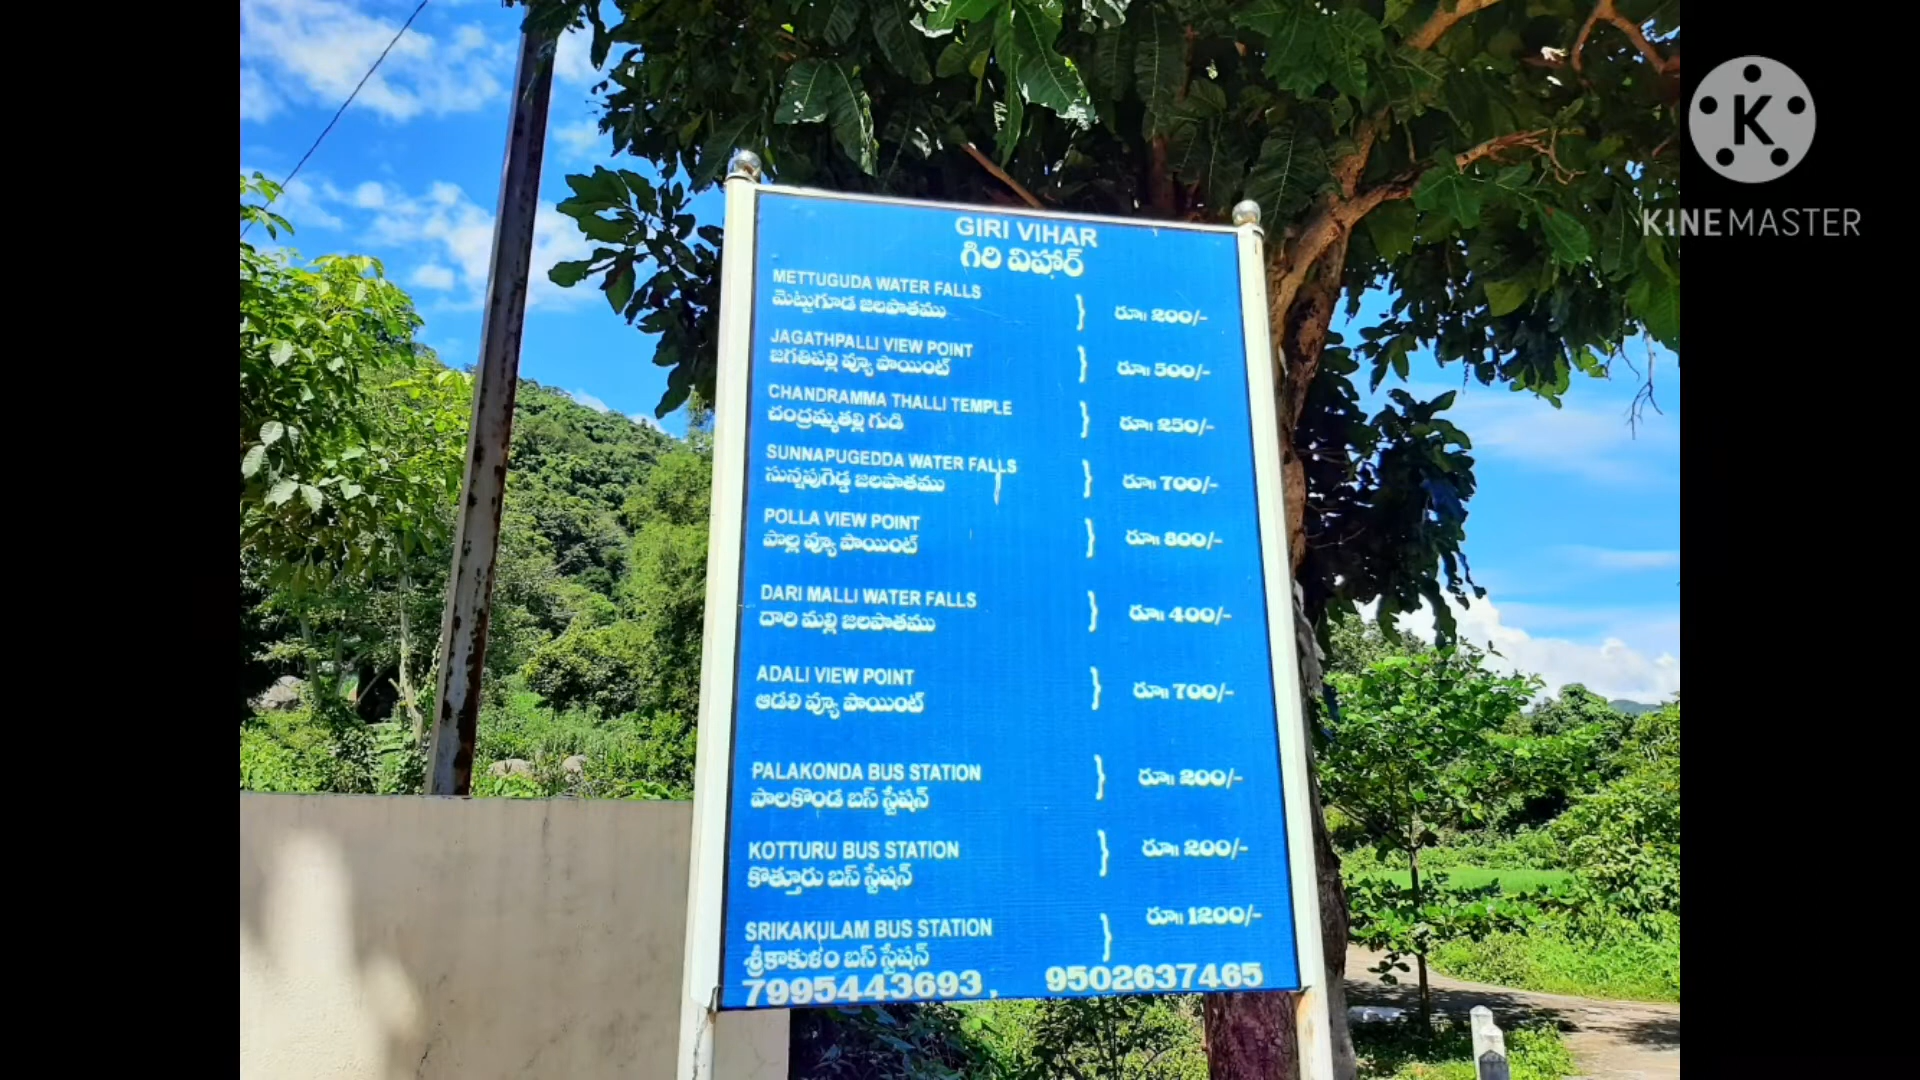 GIRI VIHAR
గిరి విహార్
METTUGUDA WATER FALLS
మెట్టుగూడ జలపాతము
రూ॥ 200/-
JAGATHPALLI VIEW POINT
జగతిపల్లి వ్యూ పాయింట్
రూ॥ 500/-
CHANDRAMMA THALLI TEMPLE
చంద్రమ్మతల్లి గుడి
రూ॥ 250/-
SUNNAPUGEDDA WATER FALLS
సున్నపుగెడ్డ జలపాతము
రూ॥ 700/-
POLLA VIEW POINT
పొల్ల వ్యూ పాయింట్
రూ॥ 800/-
DARI MALLI WATER FALLS
దారి మల్లి జలపాతము
రూ॥ 400/-
ADALI VIEW POINT
ఆడలి వ్యూ పాయింట్
రూ॥ 700/-
PALAKONDA BUS STATION
పాలకొండ బస్ స్టేషన్
రూ॥ 200/-
KOTTURU BUS STATION
కొత్తూరు బస్ స్టేషన్
రూ॥ 200/-
SRIKAKULAM BUS STATION
శ్రీకాకుళం బస్ స్టేషన్
రూ॥ 1200/-
7995443693, 9502637465
K
KINEMASTER